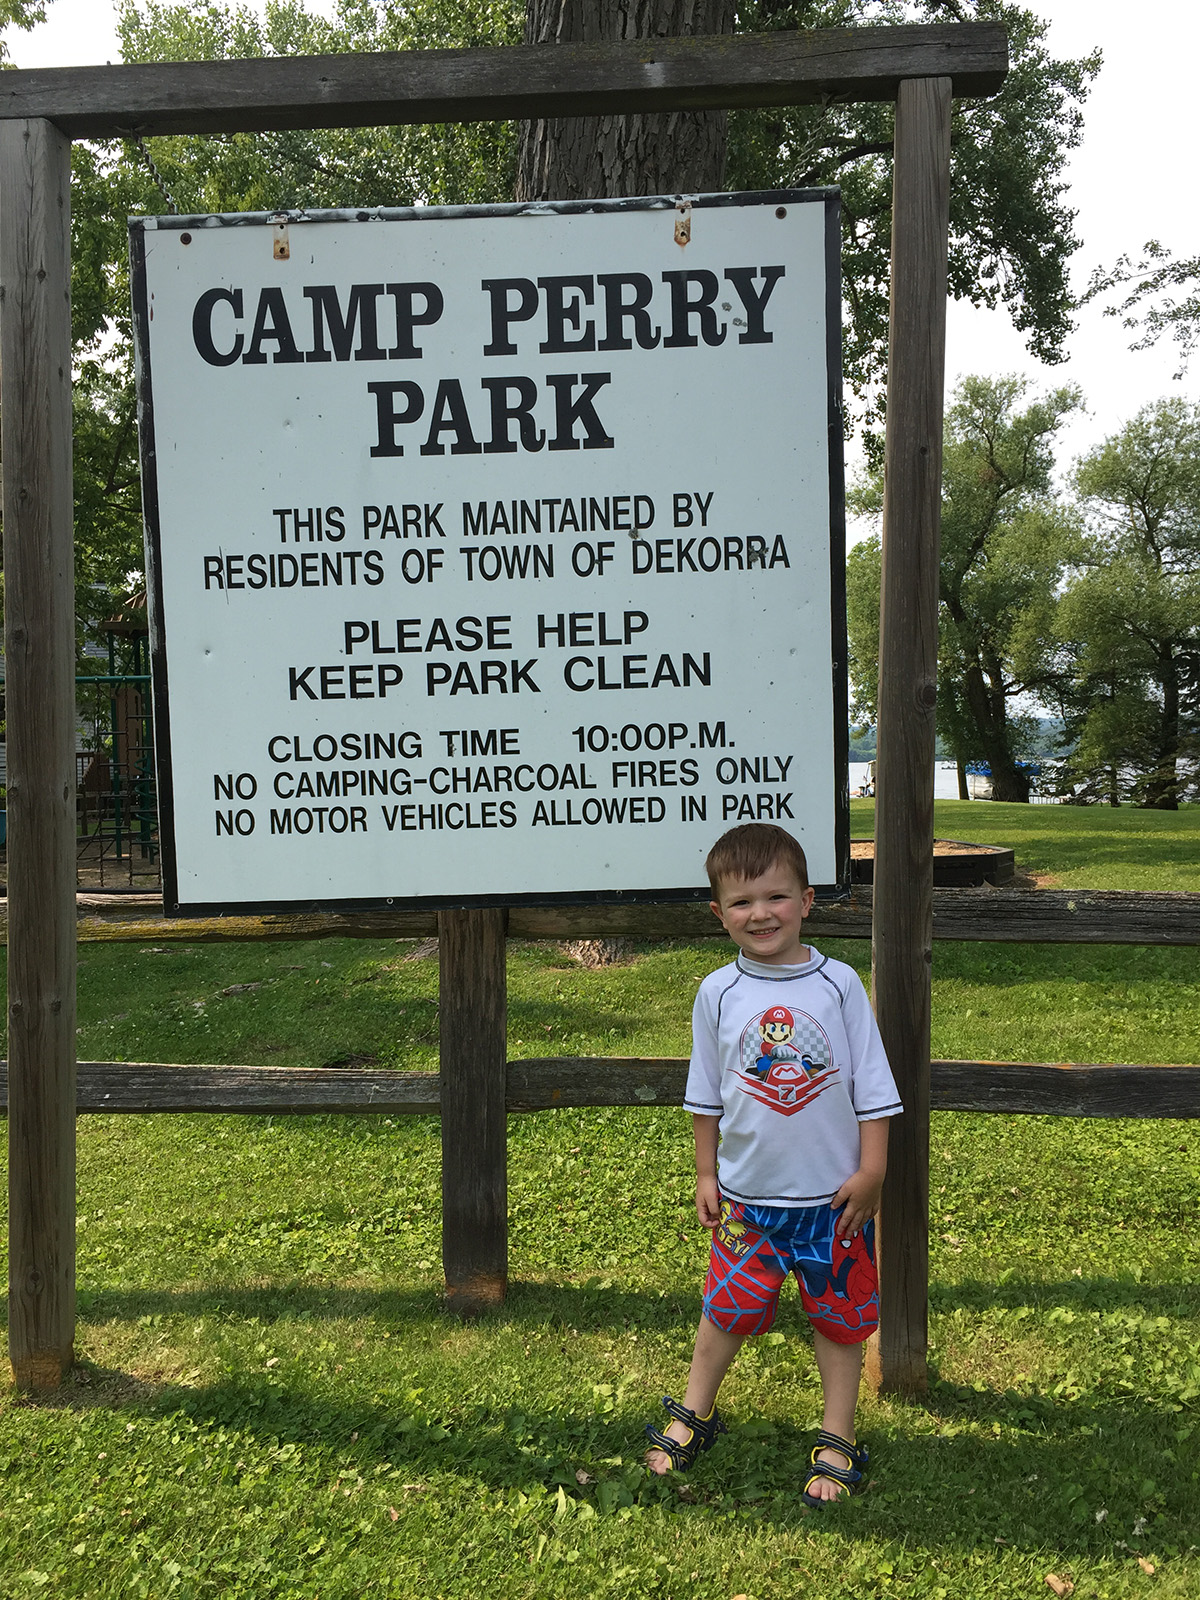 CAMP PERRY
PARK
THIS PARK MAINTAINED BY
RESIDENTS OF TOWN OF DEKORRA
PLEASE HELP
KEEP PARK CLEAN
CLOSING TIME 10:00P.M.
NO CAMPING-CHARCOAL FIRES ONLY
NO MOTOR VEHICLES ALLOWED IN PARK
M
M
7